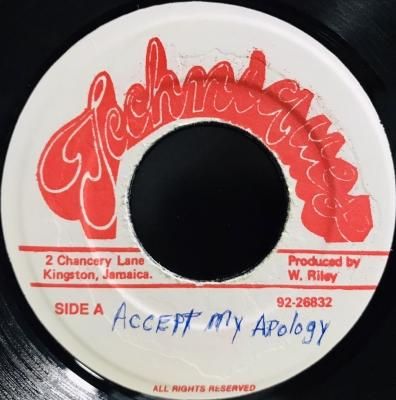 Techniques
2 Chancery Lane
Kingston, Jamaica.
Produced by
W. Riley
SIDE A
92-26832
ACCEPT MY APOlOGY
ALL RIGHTS RESERVED